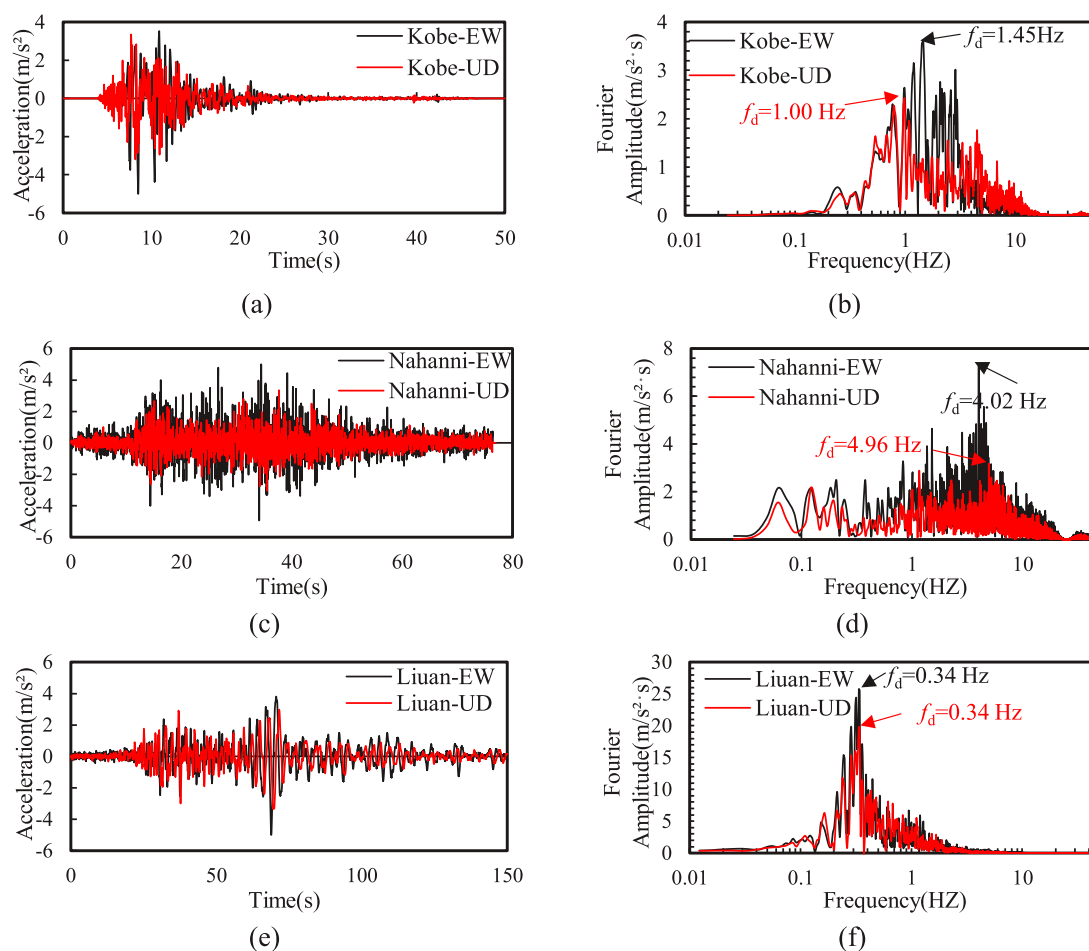 Acceleration(m/s²)
4
2
0
-2
-4
-6
Kobe-EW
Kobe-UD
0
10
20
30
40
50
Time(s)
(a)
Fourier
Amplitude(m/s²·s)
4
3
2
1
0
Kobe-EW
Kobe-UD
fd=1.45Hz
fd=1.00 Hz
0.01
0.1
1
10
Frequency(HZ)
(b)
Acceleration(m/s²)
6
4
2
0
-2
-4
-6
Nahanni-EW
Nahanni-UD
0
20
40
60
80
Time(s)
(c)
Fourier
Amplitude(m/s²·s)
8
6
4
2
0
Nahanni-EW
Nahanni-UD
fd=4.02 Hz
fd=4.96 Hz
0.01
0.1
1
10
Frequency(HZ)
(d)
Acceleration(m/s²)
6
4
2
0
-2
-4
-6
Liuan-EW
Liuan-UD
0
50
100
150
Time(s)
(e)
Fourier
Amplitude(m/s²·s)
30
25
20
15
10
5
0
Liuan-EW
Liuan-UD
fd=0.34 Hz
fd=0.34 Hz
0.01
0.1
1
10
Frequency(HZ)
(f)